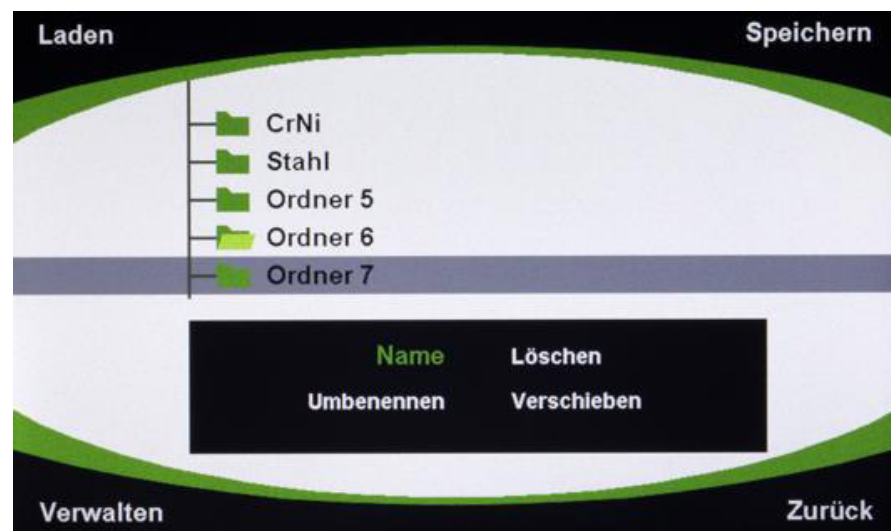 Laden
Speichern
CrNi
Stahl
Ordner 5
Ordner 6
Ordner 7
Name Löschen
Umbenennen Verschieben
Verwalten
Zurück